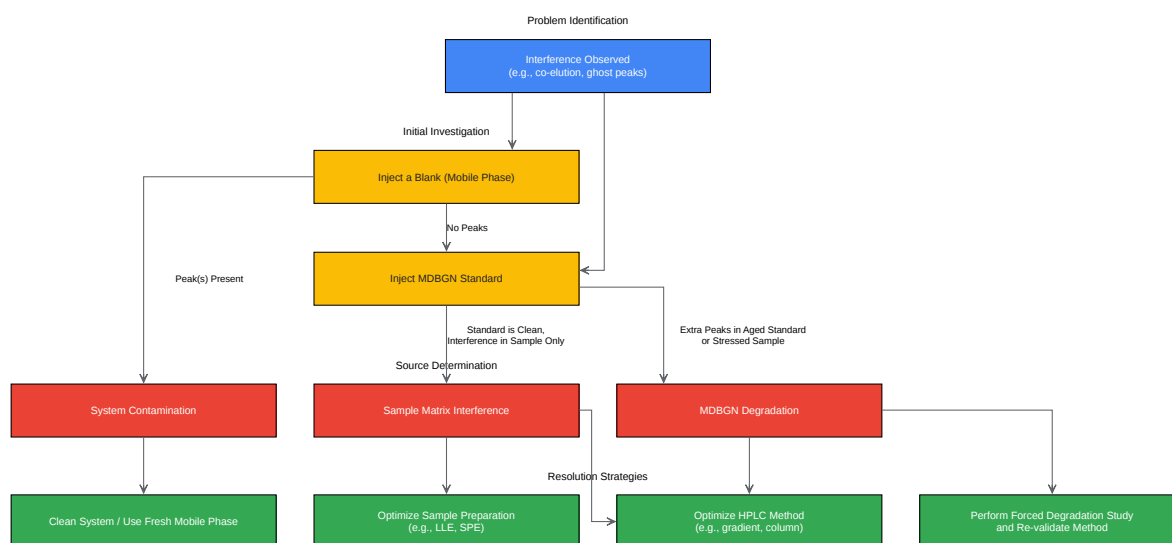 Problem Identification
Interference Observed
(e.g., co-elution, ghost peaks)
Initial Investigation
Inject a Blank (Mobile Phase)
No Peaks
Inject MDBGN Standard
Peak(s) Present
Standard is Clean,
Interference in Sample Only
Extra Peaks in Aged Standard
or Stressed Sample
Source Determination
System Contamination
Sample Matrix Interference
MDBGN Degradation
Resolution Strategies
Clean System / Use Fresh Mobile Phase
Optimize Sample Preparation
(e.g., LLE, SPE)
Optimize HPLC Method
(e.g., gradient, column)
Perform Forced Degradation Study
and Re-validate Method